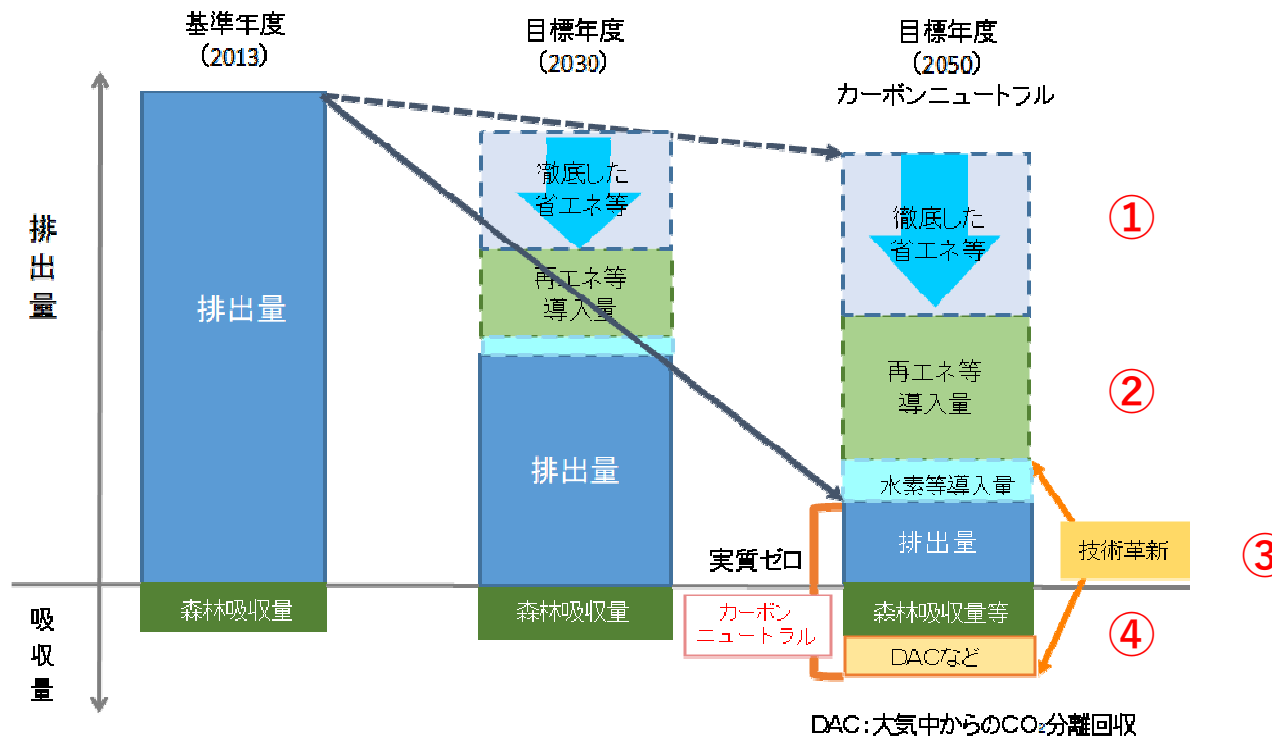 基準年度
（2013）
目標年度
（2030）
目標年度
（2050）
カーボンニュートラル
排出量
吸収量
排出量
森林吸収量
徹底した
省エネ等
再エネ等
導入量
排出量
森林吸収量
徹底した
省エネ等
再エネ等
導入量
水素等導入量
排出量
森林吸収量等
DACなど
実質ゼロ
カーボン
ニュートラル
技術革新
①
②
③
④
DAC：大気中からのCO₂分離回収